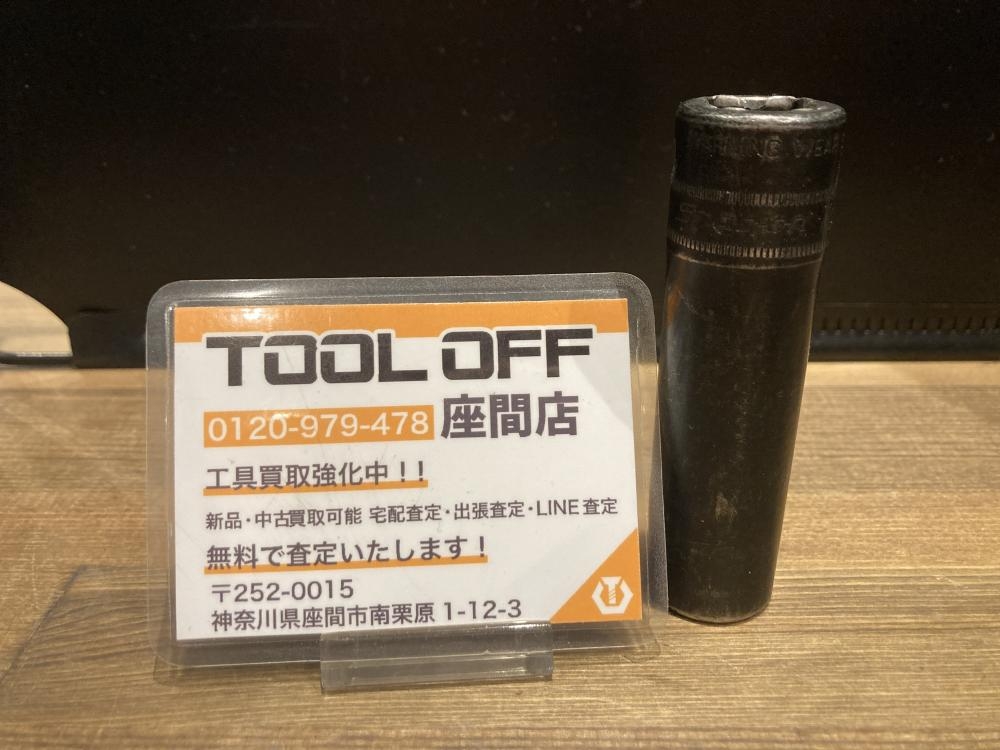 TOOL OFF
0120-979-478 座間店
工具買取強化中!!
新品・中古買取可能 宅配査定・出張査定・LINE査定
無料で査定いたします!
〒252-0015
神奈川県座間市南栗原1-12-3
WEAR